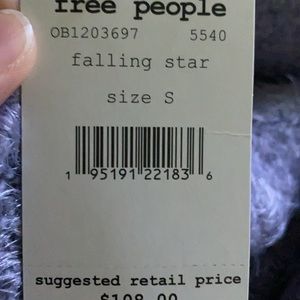 free people
OB1203697 5540
falling star
size S
1 95191 22183 6
suggested retail price
$108.00